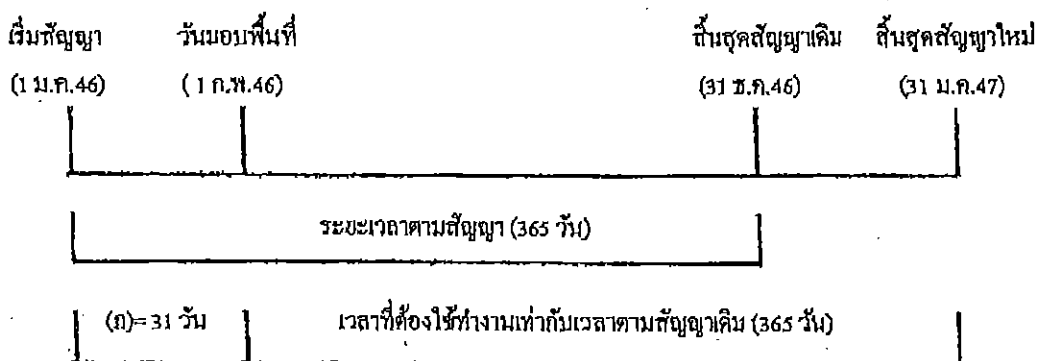 เริ่มสัญญา วันมอบพื้นที่ สิ้นสุดสัญญาเดิม สิ้นสุดสัญญาใหม่
(1 ม.ค.46) (1 ก.พ.46) (31 ธ.ค.46) (31 ม.ค.47)
ระยะเวลาตามสัญญา (365 วัน)
(ก)= 31 วัน เวลาที่ต้องใช้ทำงานเท่ากับเวลาตามสัญญาเดิม (365 วัน)